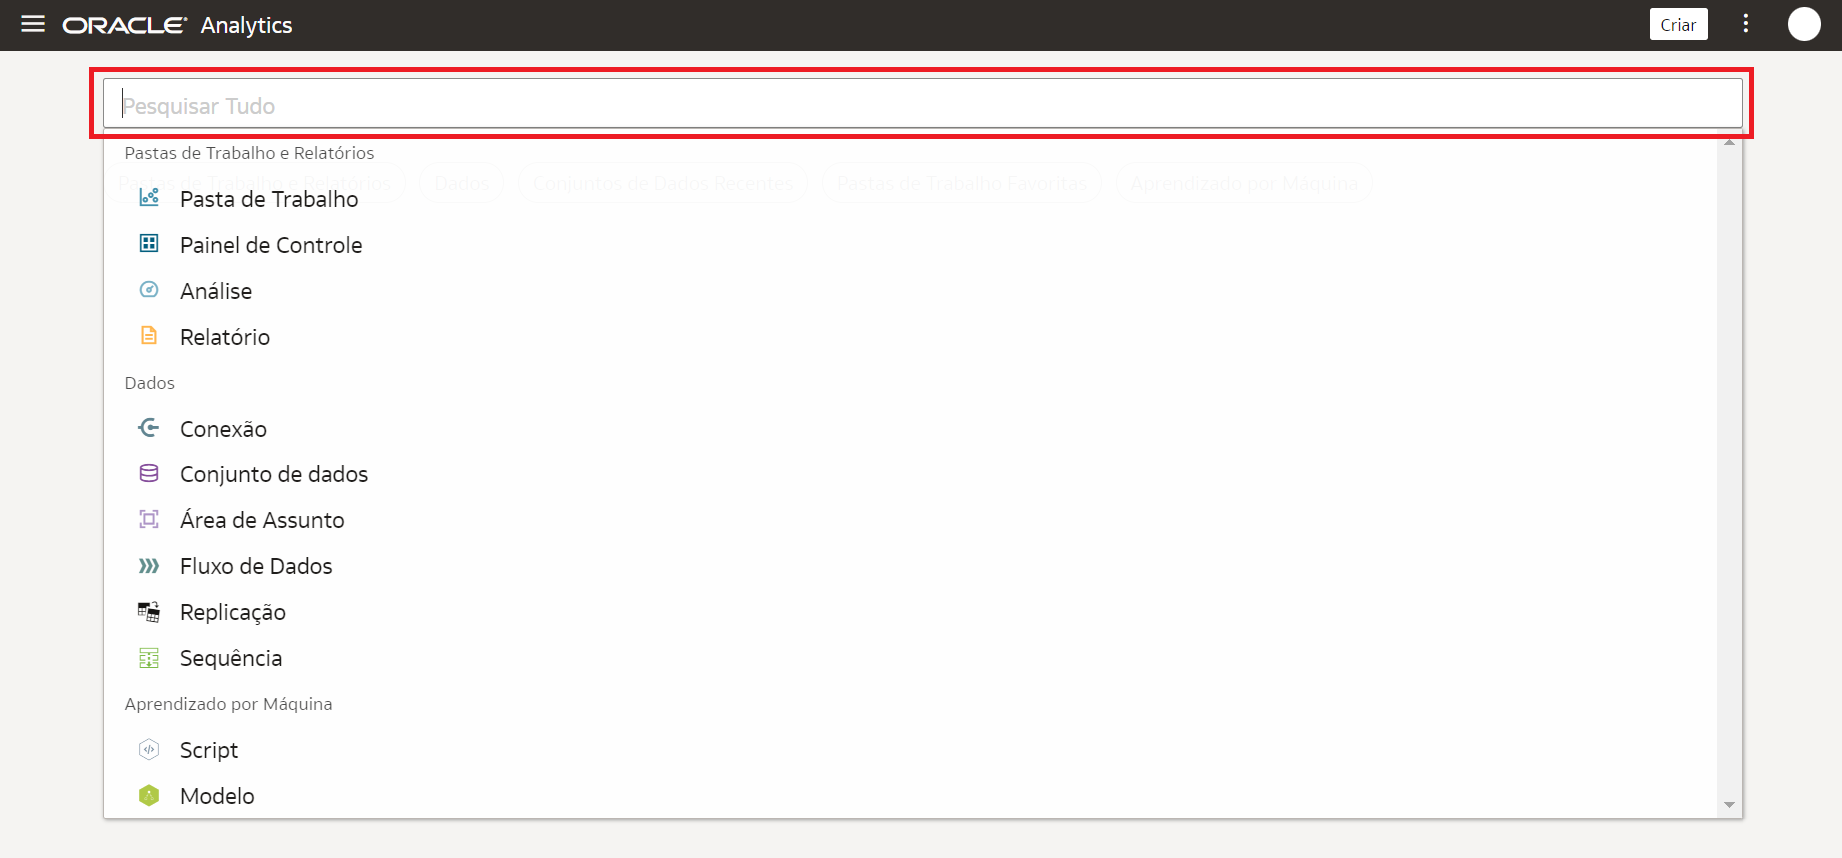 ORACLE Analytics
Criar
Pesquisar Tudo
Pastas de Trabalho e Relatórios
Pastas de Trabalho e Relatórios Dados Conjuntos de Dados Recentes Pastas de Trabalho Favoritas Aprendizado por Máquina
Pasta de Trabalho
Painel de Controle
Análise
Relatório
Dados
Conexão
Conjunto de dados
Área de Assunto
Fluxo de Dados
Replicação
Sequência
Aprendizado por Máquina
Script
Modelo